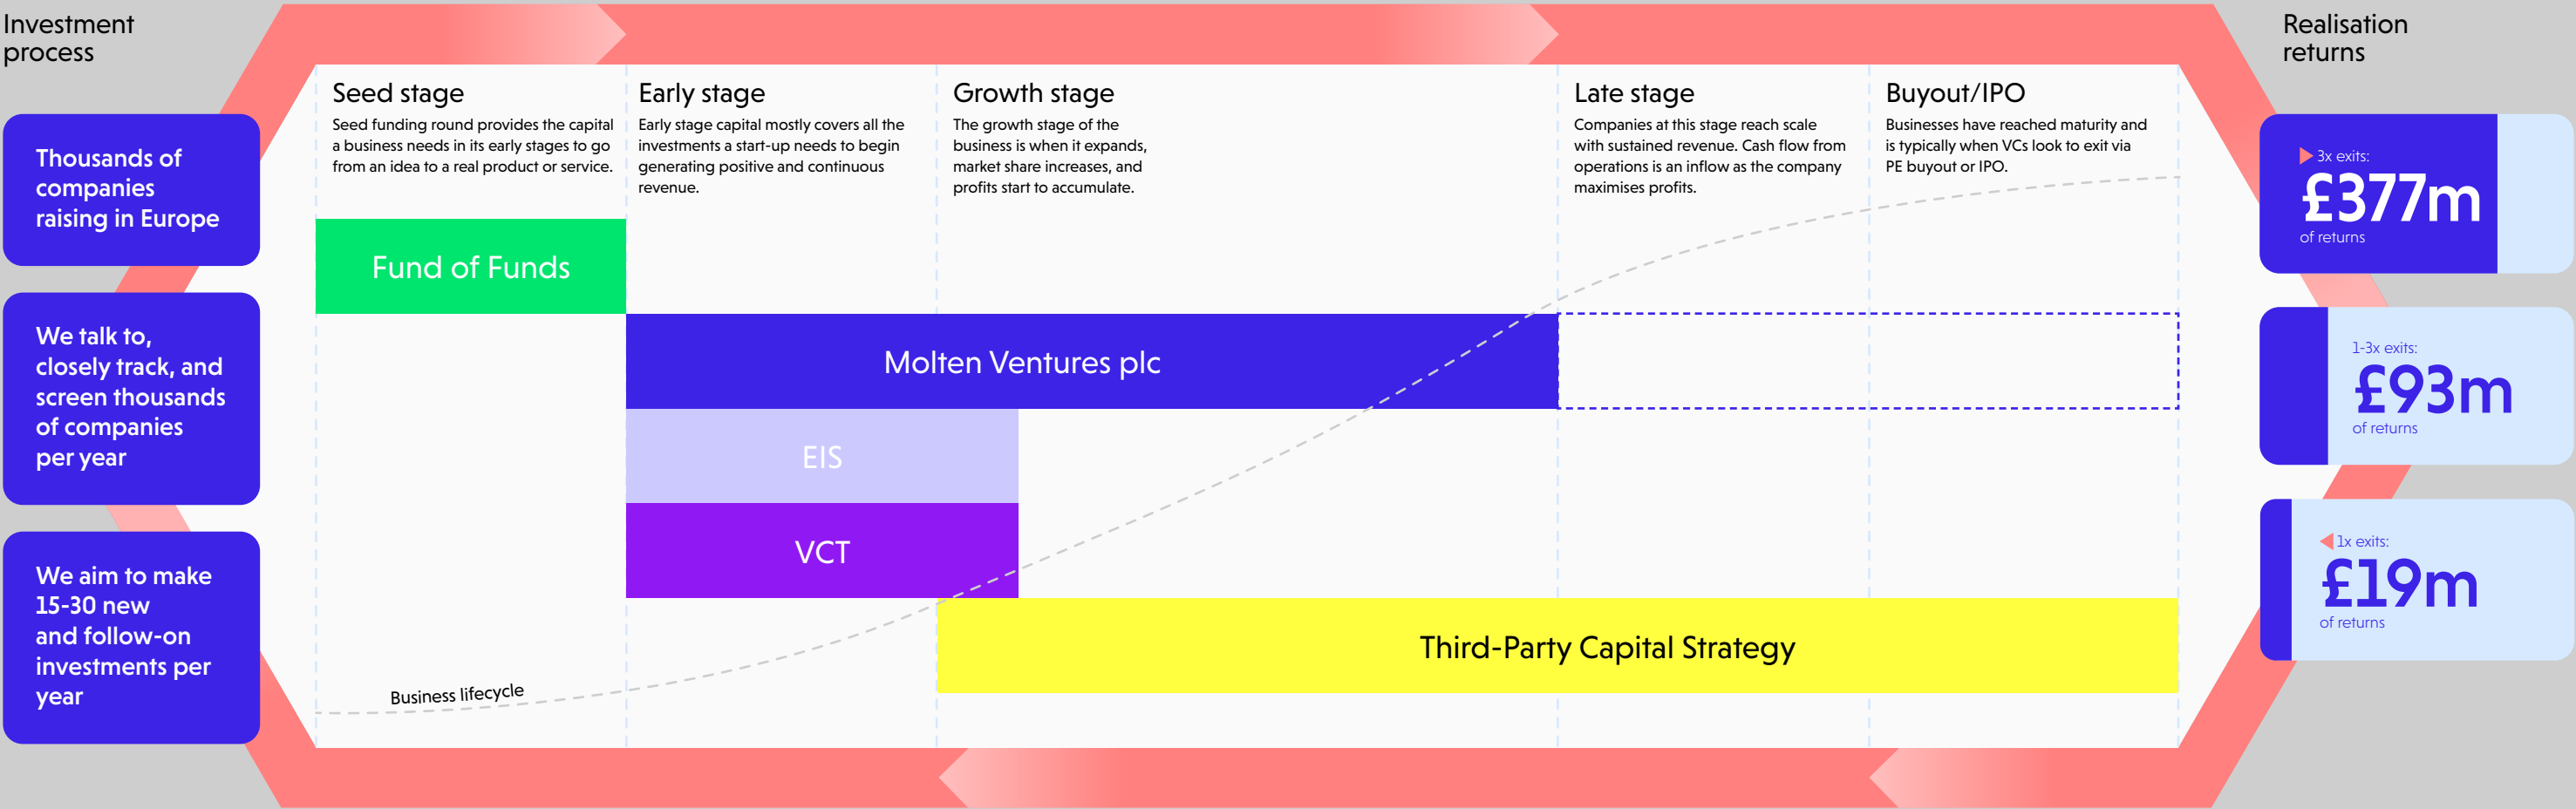 Investment
process
Thousands of
companies
raising in Europe
We talk to,
closely track, and
screen thousands
of companies
per year
We aim to make
15-30 new
and follow-on
investments per
year
Seed stage
Seed funding round provides the capital
a business needs in its early stages to go
from an idea to a real product or service.
Early stage
Early stage capital mostly covers all the
investments a start-up needs to begin
generating positive and continuous
revenue.
Growth stage
The growth stage of the
business is when it expands,
market share increases, and
profits start to accumulate.
Late stage
Companies at this stage reach scale
with sustained revenue. Cash flow from
operations is an inflow as the company
maximises profits.
Buyout/IPO
Businesses have reached maturity and
is typically when VCs look to exit via
PE buyout or IPO.
Fund of Funds
Molten Ventures plc
EIS
VCT
Third-Party Capital Strategy
Business lifecycle
Realisation
returns
3x exits:
£377m
of returns
1-3x exits:
£93m
of returns
1x exits:
£19m
of returns